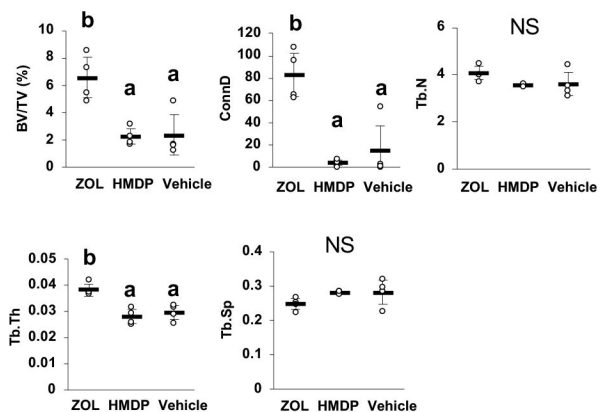 b
a
a
BV/TV (%)
10
8
6
4
2
0
ZOL HMDP Vehicle
b
a
a
ConnD
120
100
80
60
40
20
0
ZOL HMDP Vehicle
NS
Tb.N
6
4
2
0
ZOL HMDP Vehicle
b
a
a
Tb.Th
0.05
0.04
0.03
0.02
0.01
0
ZOL HMDP Vehicle
NS
Tb.Sp
0.4
0.3
0.2
0.1
0
ZOL HMDP Vehicle